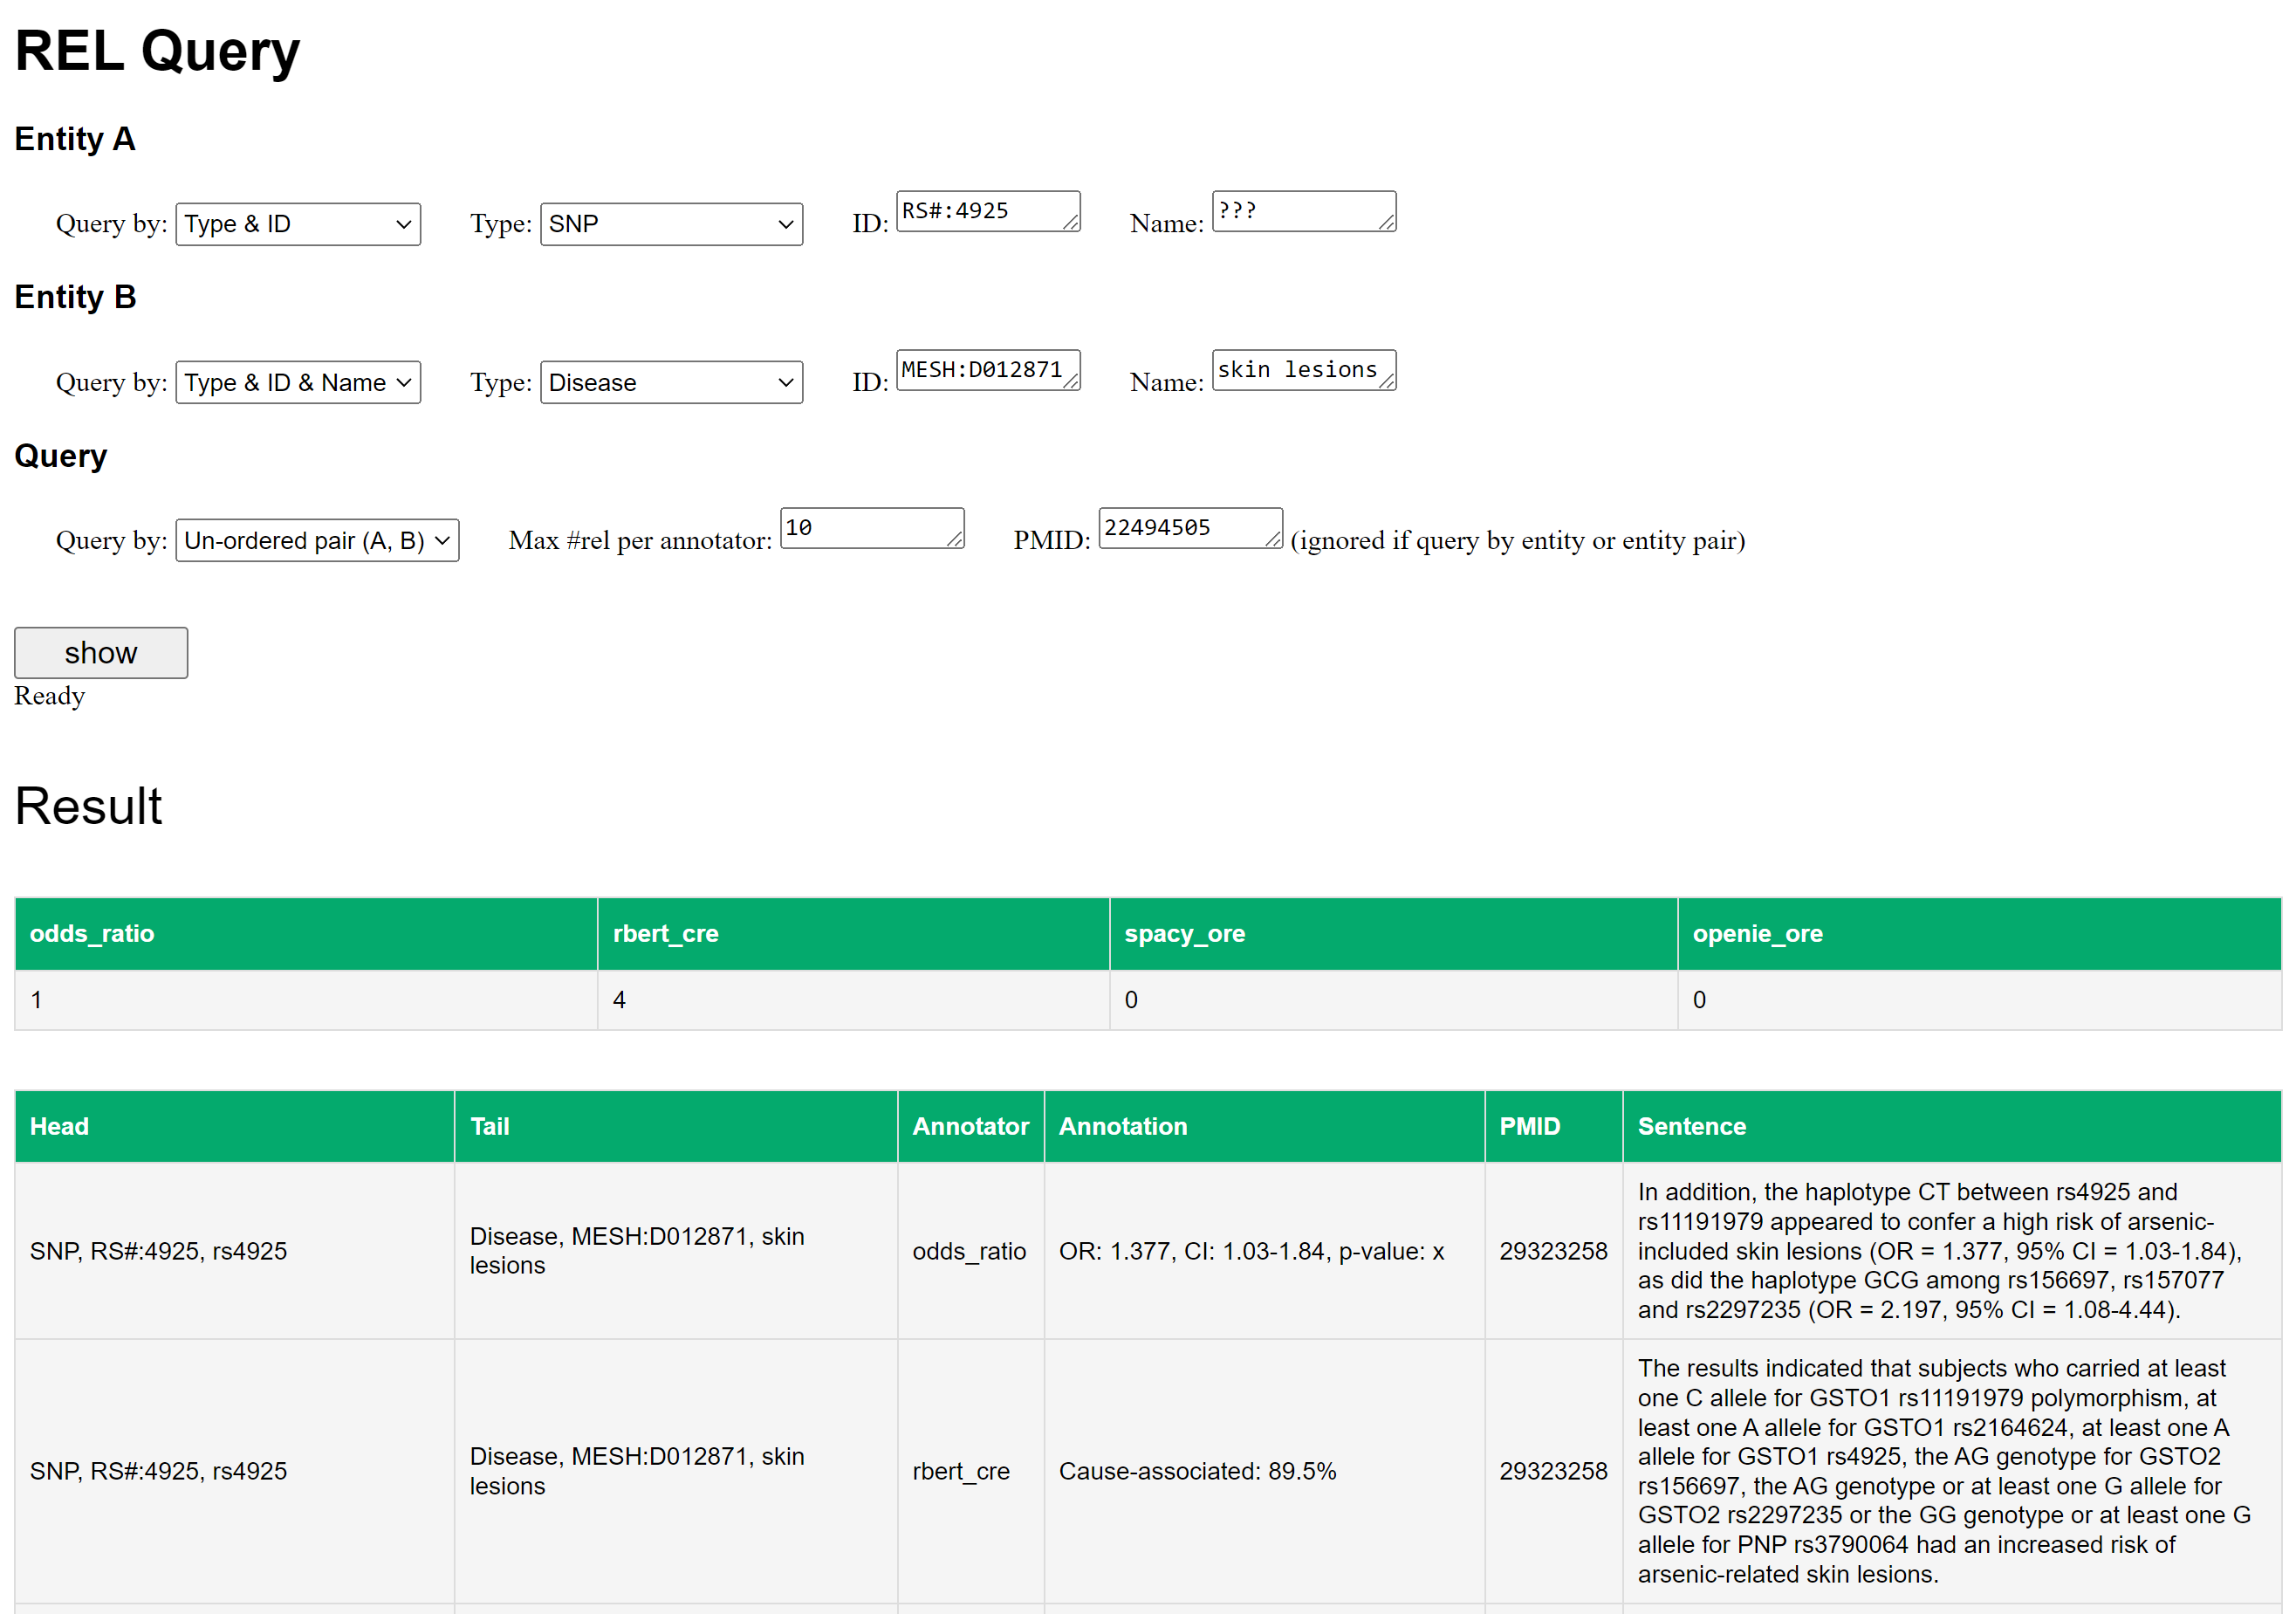 REL Query
Entity A
Query by: Type & ID Type: SNP ID: RS#:4925 Name: ???
Entity B
Query by: Type & ID & Name Type: Disease ID: MESH:D012871 Name: skin lesions
Query
Query by: Un-ordered pair (A, B) Max #rel per annotator: 10 PMID: 22494505 (ignored if query by entity or entity pair)
show
Ready
Result
odds_ratio rbert_cre spacy_ore openie_ore
1 4 0 0
Head Tail Annotator Annotation PMID Sentence
SNP, RS#:4925, rs4925
Disease, MESH:D012871, skin
lesions
odds_ratio
OR: 1.377, CI: 1.03-1.84, p-value: x
29323258
In addition, the haplotype CT between rs4925 and
rs11191979 appeared to confer a high risk of arsenic-
included skin lesions (OR = 1.377, 95% CI = 1.03-1.84),
as did the haplotype GCG among rs156697, rs157077
and rs2297235 (OR = 2.197, 95% CI = 1.08-4.44).
SNP, RS#:4925, rs4925
Disease, MESH:D012871, skin
lesions
rbert_cre
Cause-associated: 89.5%
29323258
The results indicated that subjects who carried at least
one C allele for GSTO1 rs11191979 polymorphism, at
least one A allele for GSTO1 rs2164624, at least one A
allele for GSTO1 rs4925, the AG genotype for GSTO2
rs156697, the AG genotype or at least one G allele for
GSTO2 rs2297235 or the GG genotype or at least one G
allele for PNP rs3790064 had an increased risk of
arsenic-related skin lesions.